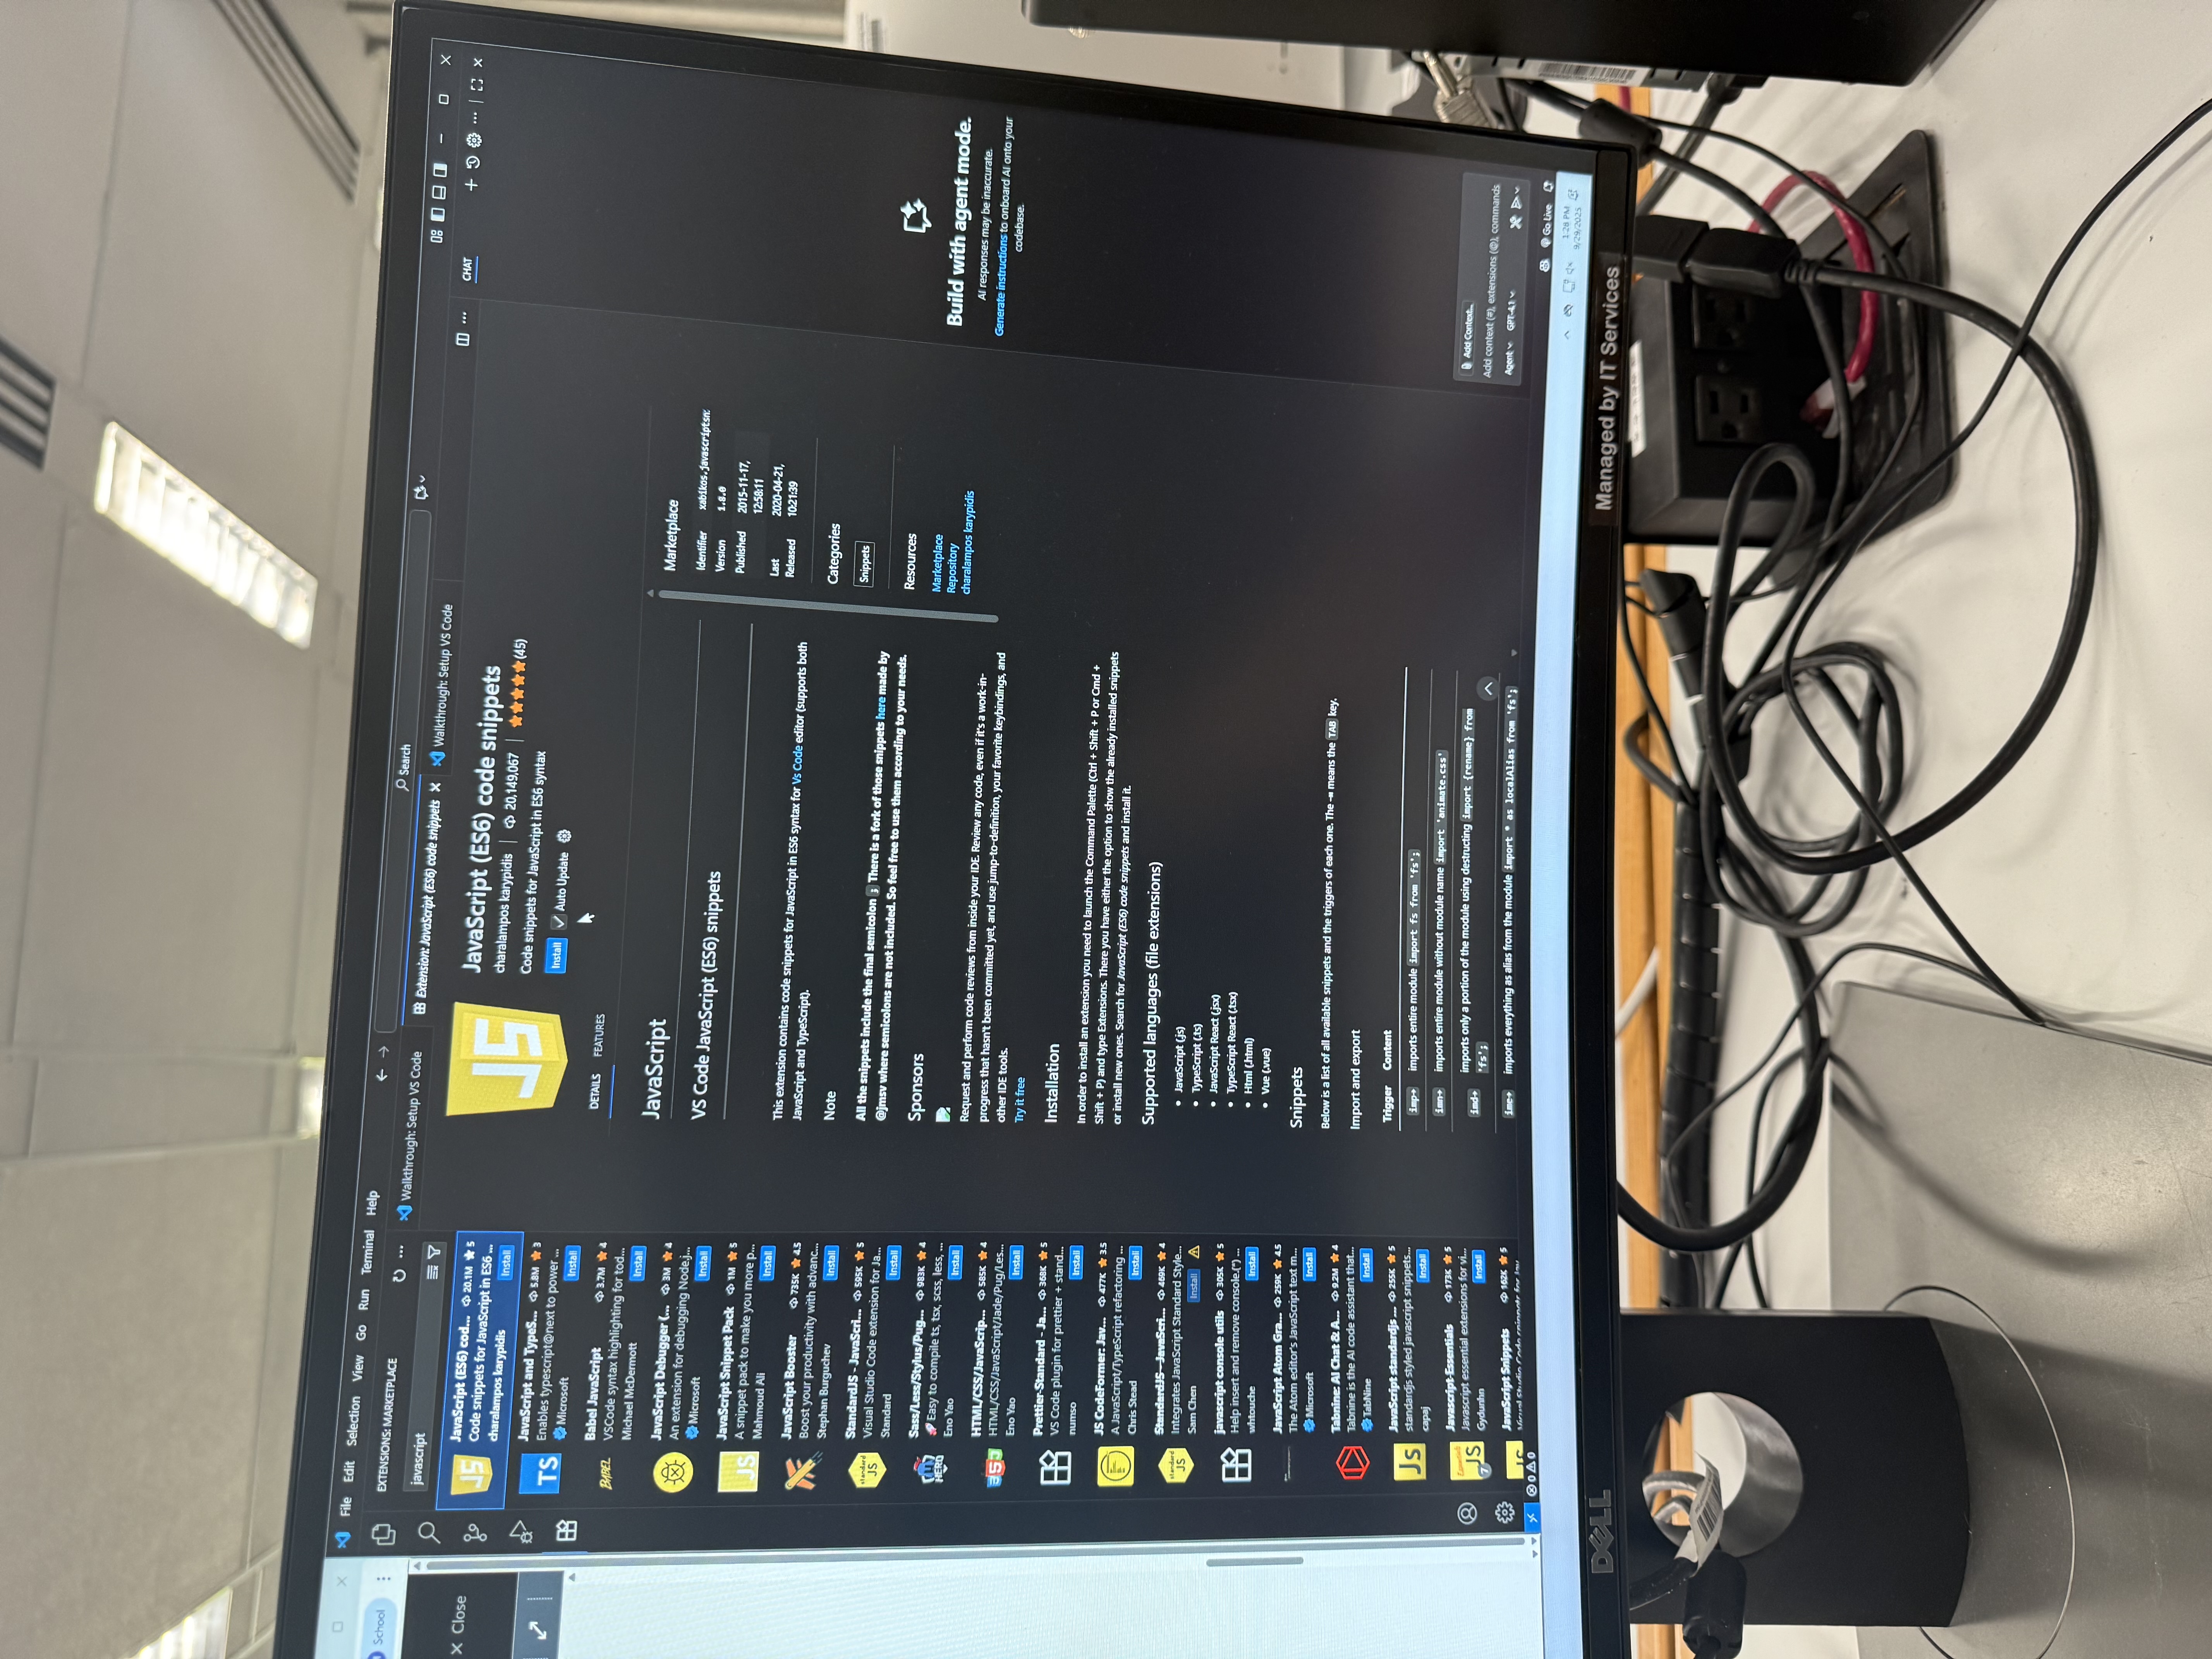 School
Close
File Edit Selection View Go Run Terminal Help
Search
EXTENSIONS: MARKETPLACE
javascript
JavaScript (ES6) cod... 20.1M 5
Code snippets for JavaScript in ES6 ...
charalampos karypidis Install
JavaScript and TypeS... 5.8M 3
Enables typescript@next to power ...
Microsoft Install
Babel JavaScript 3.7M 4
VSCode syntax highlighting for tod...
Michael McDermott Install
JavaScript Debugger (... 3M 4
An extension for debugging Node.j...
Microsoft Install
JavaScript Snippet Pack 1M 5
A snippet pack to make you more p...
Mahmoud Ali Install
JavaScript Booster 735K 4.5
Boost your productivity with advanc...
Stephan Burguchev Install
StandardJS - JavaScri... 595K 5
Visual Studio Code extension for Ja...
Standard Install
Sass/Less/Stylus/Pug... 983K 4
Easy to compile ts, tsx, scss, less, ...
Eno Yao Install
HTML/CSS/JavaScrip... 585K 4
HTML/CSS/JavaScript/Jade/Pug/Les...
Eno Yao Install
Prettier-Standard - Ja... 368K 5
VS Code plugin for prettier + stand...
numso Install
JS CodeFormer: Jav... 477K 3.5
A JavaScript/TypeScript refactoring ...
Chris Stead Install
StandardJS - JavaScri... 469K 4
Integrates JavaScript Standard Style...
Sam Chen Install
javascript console utils 305K 5
Help insert and remove console.(*) ...
whtouche Install
JavaScript Atom Gra... 259K 4.5
The Atom editor's JavaScript text m...
Microsoft Install
Tabnine: AI Chat & A... 9.2M 4
Tabnine is the AI code assistant that...
TabNine Install
JavaScript standardjs ... 255K 5
standardjs styled javascript snippets...
capaj Install
Javascript-Essentials 173K 5
Javascript essential extensions for vi...
Gydunhn Install
JavaScript Snippets 162K 5
Visual Studio Code snippets for Jav...
Walkthrough: Setup VS Code
Extension: JavaScript (ES6) code snippets
Walkthrough: Setup VS Code
JS
JavaScript (ES6) code snippets
charalampos karypidis 20,149,067 (45)
Code snippets for JavaScript in ES6 syntax
Install Auto Update
DETAILS FEATURES
JavaScript
VS Code JavaScript (ES6) snippets
This extension contains code snippets for JavaScript in ES6 syntax for Vs Code editor (supports both
JavaScript and TypeScript).
Note
All the snippets include the final semicolon ; There is a fork of those snippets here made by
@jmsv where semicolons are not included. So feel free to use them according to your needs.
Sponsors
Request and perform code reviews from inside your IDE. Review any code, even if it's a work-in-
progress that hasn't been committed yet, and use jump-to-definition, your favorite keybindings, and
other IDE tools.
Try it free
Installation
In order to install an extension you need to launch the Command Palette (Ctrl + Shift + P or Cmd +
Shift + P) and type Extensions. There you have either the option to show the already installed snippets
or install new ones. Search for JavaScript (ES6) code snippets and install it.
Supported languages (file extensions)
• JavaScript (.js)
• TypeScript (.ts)
• JavaScript React (.jsx)
• TypeScript React (.tsx)
• Html (.html)
• Vue (.vue)
Snippets
Below is a list of all available snippets and the triggers of each one. The ⇥ means the TAB key.
Import and export
Trigger Content
imp→ imports entire module import fs from 'fs';
imn→ imports entire module without module name import 'animate.css'
imd→ imports only a portion of the module using destructing import {rename} from
'fs';
ime→ imports everything as alias from the module import * as localAlias from 'fs';
Marketplace
Identifier xabikos.javascriptsn
Version 1.8.0
Published 2015-11-17,
12:58:11
Last 2020-04-21,
Released 10:21:39
Categories
Snippets
Resources
Marketplace
Repository
charalampos karypidis
CHAT
Build with agent mode.
AI responses may be inaccurate.
Generate instructions to onboard AI onto your
codebase.
Add Context...
Add context (#), extensions (@), commands
Agent GPT-4.1
0 0
Go Live
1:28 PM
9/29/2025
DELL
Managed by IT Services